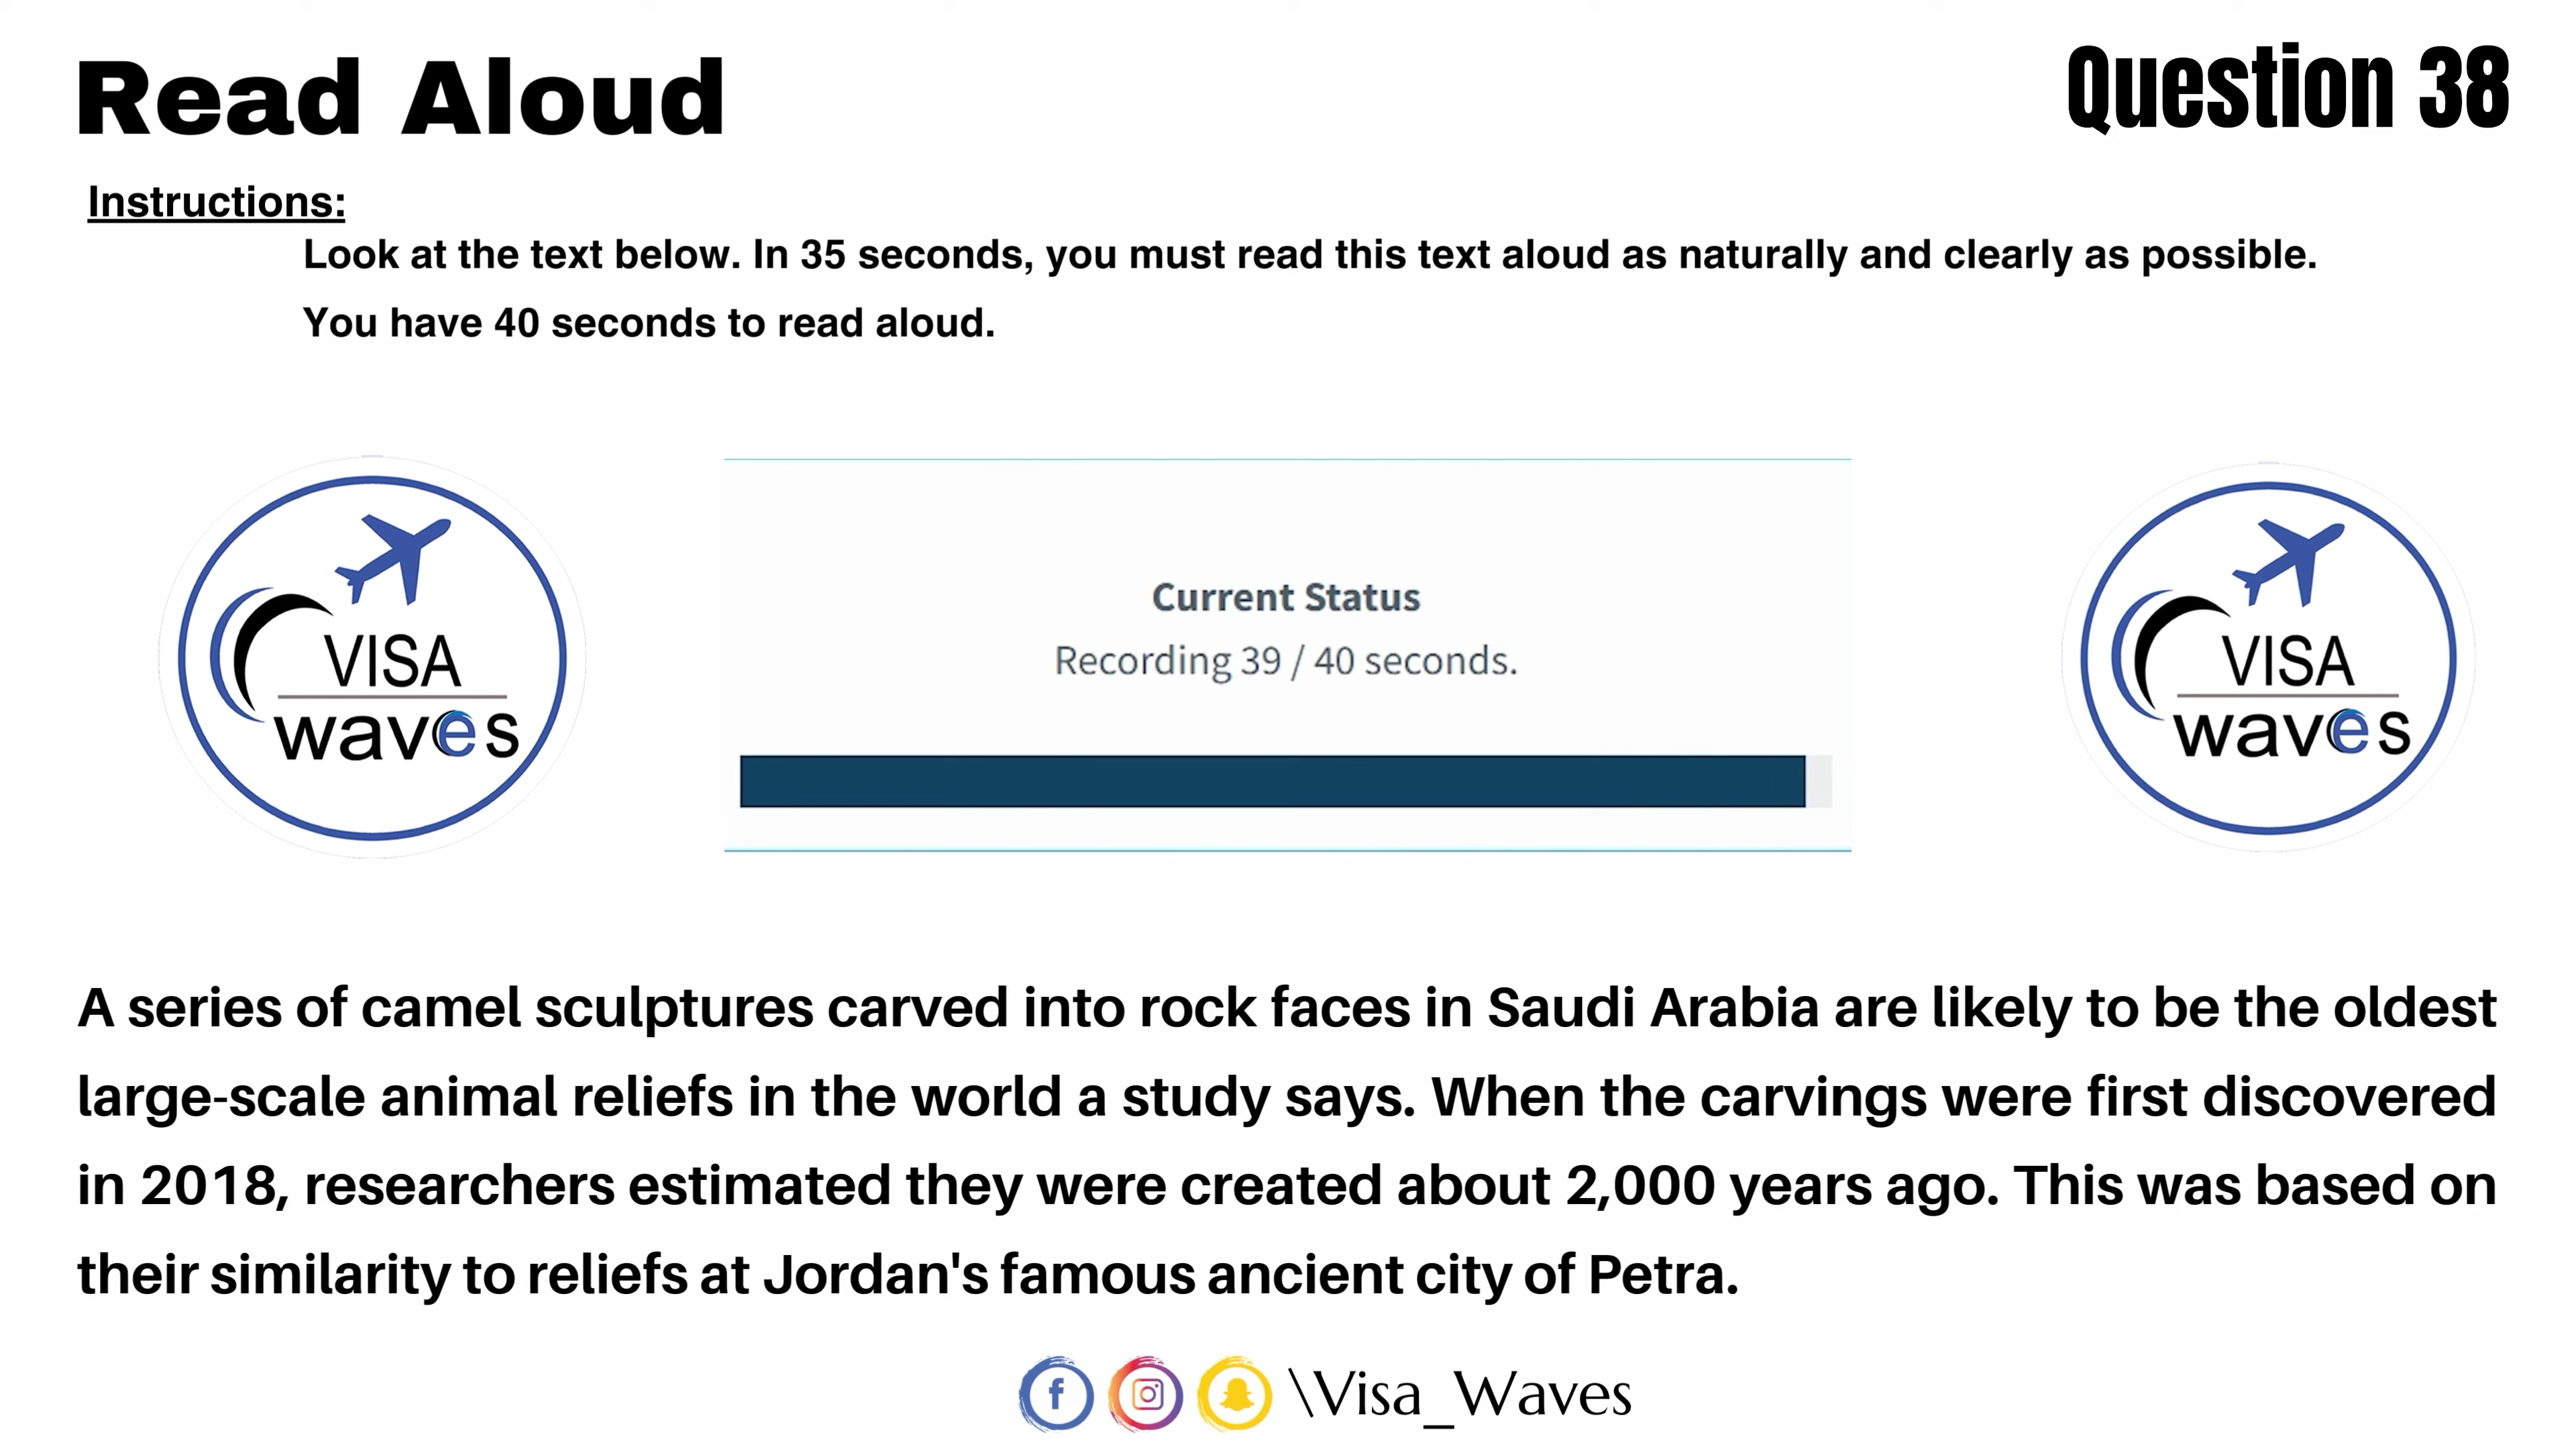 Read Aloud
Question 38
Instructions:
Look at the text below. In 35 seconds, you must read this text aloud as naturally and clearly as possible.
You have 40 seconds to read aloud.
VISA
waves
Current Status
Recording 39 / 40 seconds.
VISA
waves
A series of camel sculptures carved into rock faces in Saudi Arabia are likely to be the oldest
large-scale animal reliefs in the world a study says. When the carvings were first discovered
in 2018, researchers estimated they were created about 2,000 years ago. This was based on
their similarity to reliefs at Jordan's famous ancient city of Petra.
\Visa_Waves